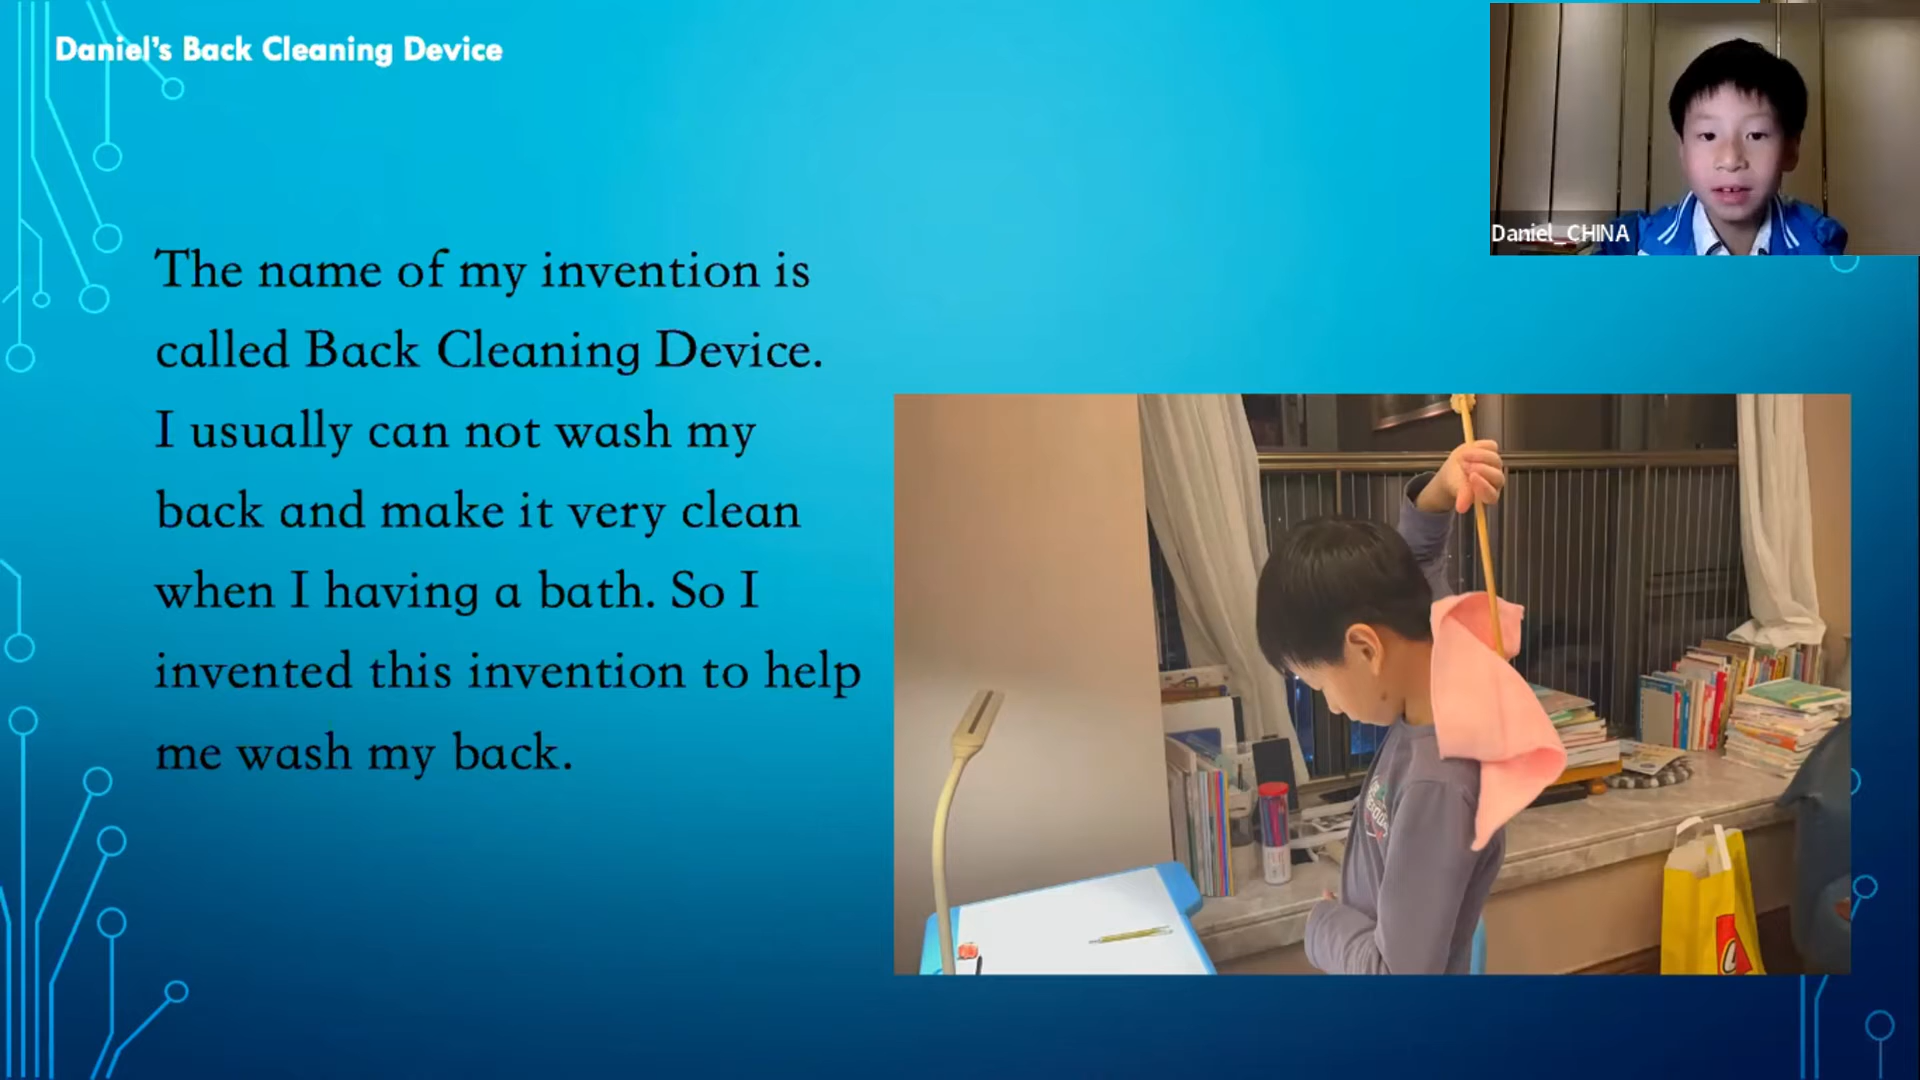 Daniel's Back Cleaning Device
Daniel_CHINA
The name of my invention is
called Back Cleaning Device.
I usually can not wash my
back and make it very clean
when I having a bath. So I
invented this invention to help
me wash my back.